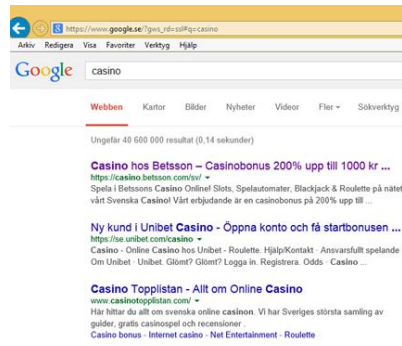 https://www.google.se/?gws_rd=ssl#q=casino
Arkiv Redigera Visa Favoriter Verktyg Hjälp
Google casino
Webben Kartor Bilder Nyheter Videor Fler Sökverktyg
Ungefär 40 600 000 resultat (0,14 sekunder)
Casino hos Betsson – Casinobonus 200% upp till 1000 kr ...
https://casino.betsson.com/sv/
Spela i Betssons Casino Online! Slots, Spelautomater, Blackjack & Roulette på nätet
vårt Svenska Casino! Vårt erbjudande är en casinobonus på 200% upp till ...
Ny kund i Unibet Casino - Öppna konto och få startbonusen ...
https://se.unibet.com/casino
Casino - Online Casino hos Unibet - Roulette. Hjälp/Kontakt · Ansvarsfullt spelande
Om Unibet · Unibet. Glömt? Glömt? Logga in. Registrera. Odds · Casino ...
Casino Topplistan - Allt om Online Casino
www.casinotopplistan.com/
Här hittar du allt om svenska online casinon. Vi har Sveriges största samling av
guider, gratis casinospel och recensioner .
Casino bonus - Internet casino - Net Entertainment - Roulette